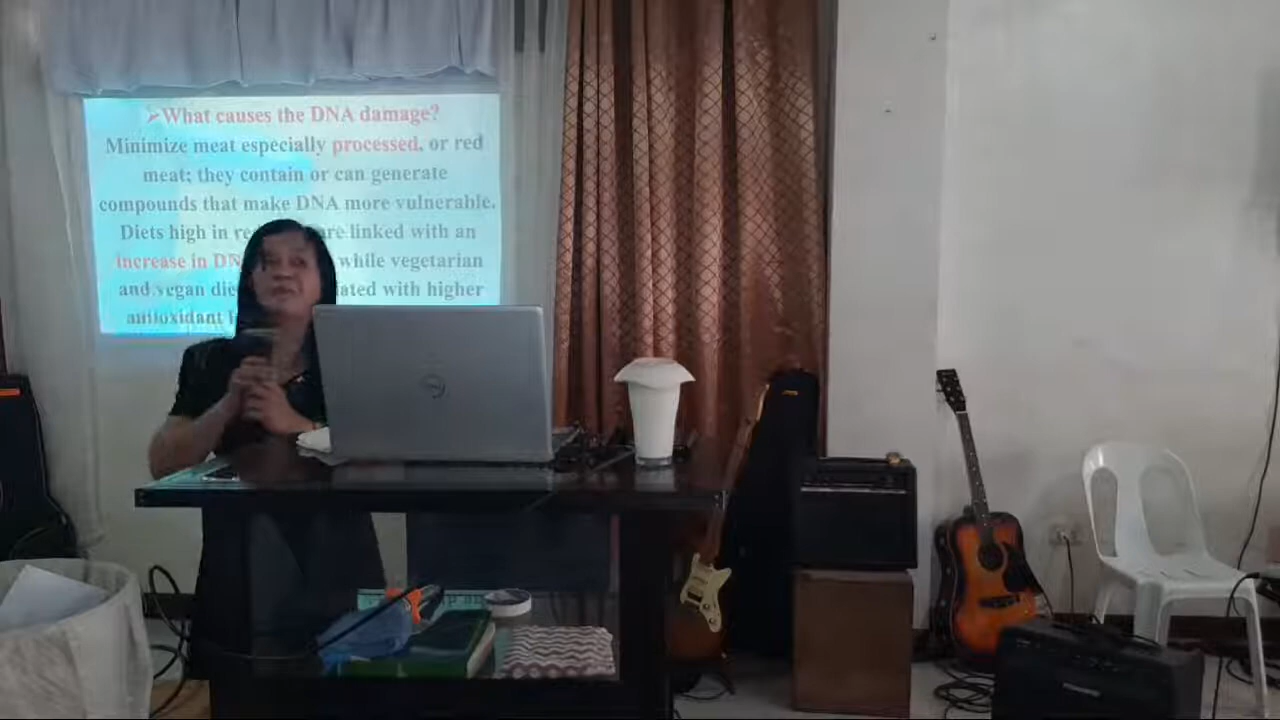 ➢What causes the DNA damage?
Minimize meat especially processed, or red
meat; they contain or can generate
compounds that make DNA more vulnerable.
Diets high in re are linked with an
increase in DN while vegetarian
and vegan die ated with higher
antioxidant
DELL